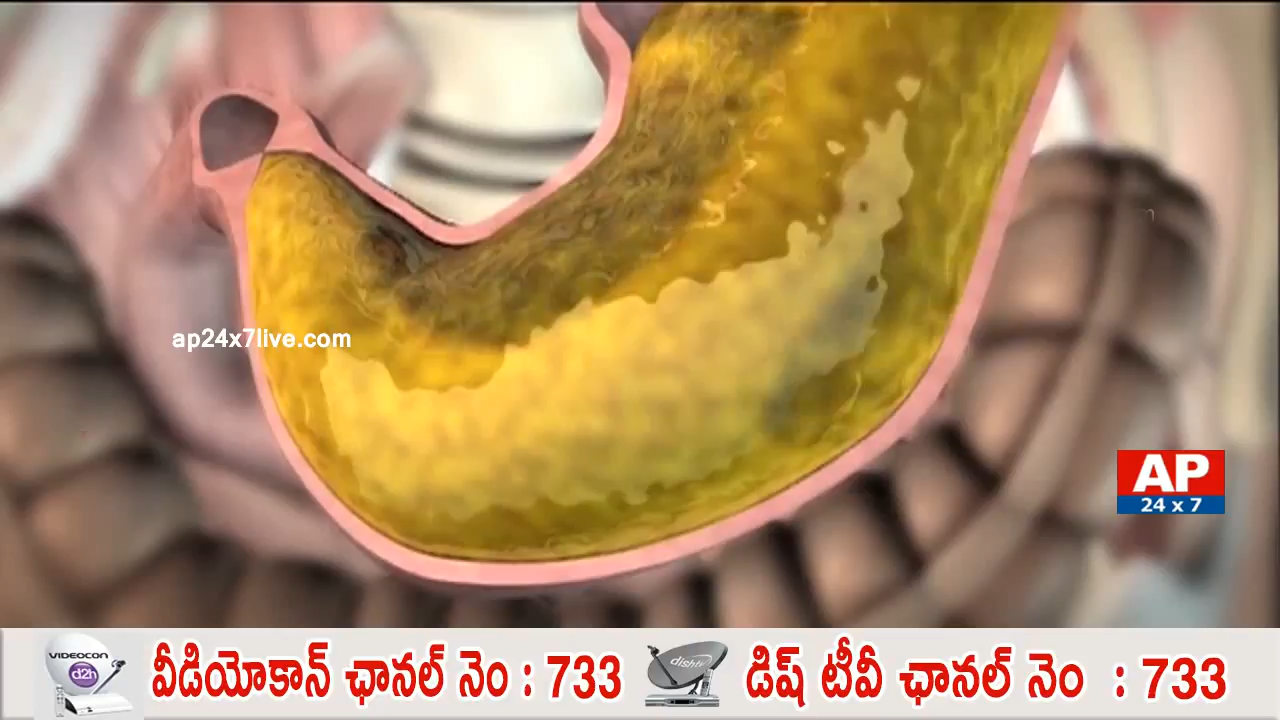 ap24x7live.com
AP
24 x 7
VIDEOCON
d2h
వీడియోకాన్ ఛానల్ నెం : 733
dishtv
డిష్ టీవీ ఛానల్ నెం : 733